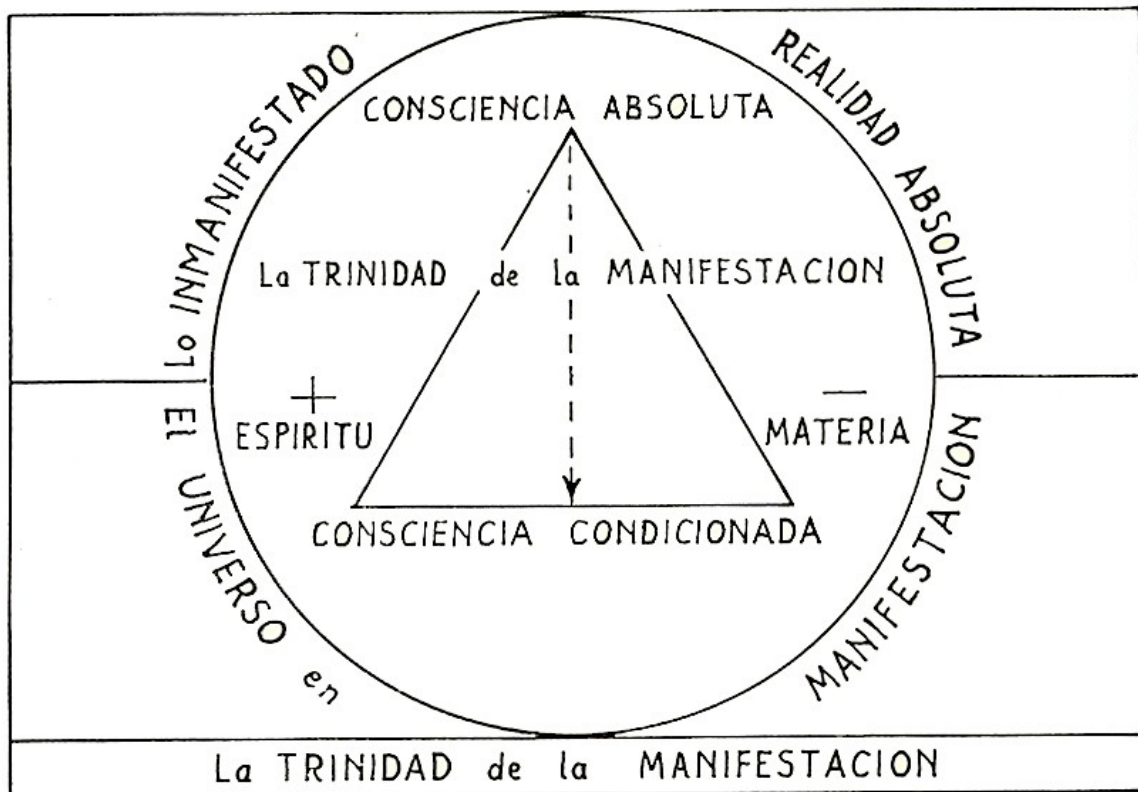 Lo INMANIFESTADO
REALIDAD ABSOLUTA
CONSCIENCIA ABSOLUTA
La TRINIDAD de la MANIFESTACION
+
—
ESPIRITU
MATERIA
CONSCIENCIA CONDICIONADA
El UNIVERSO en
MANIFESTACION
La TRINIDAD de la MANIFESTACION